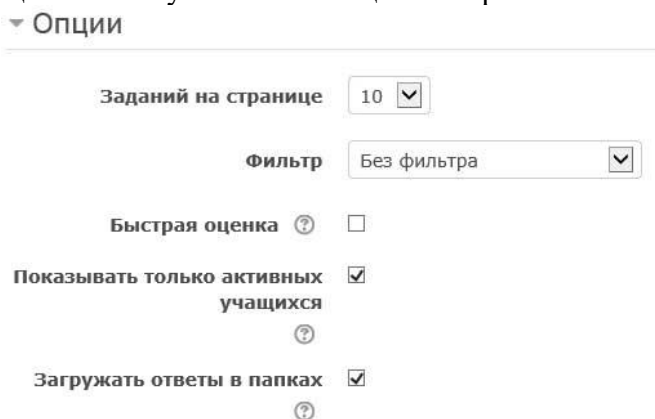 Опции
Заданий на странице 10
Фильтр Без фильтра
Быстрая оценка
Показывать только активных
учащихся
Загружать ответы в папках